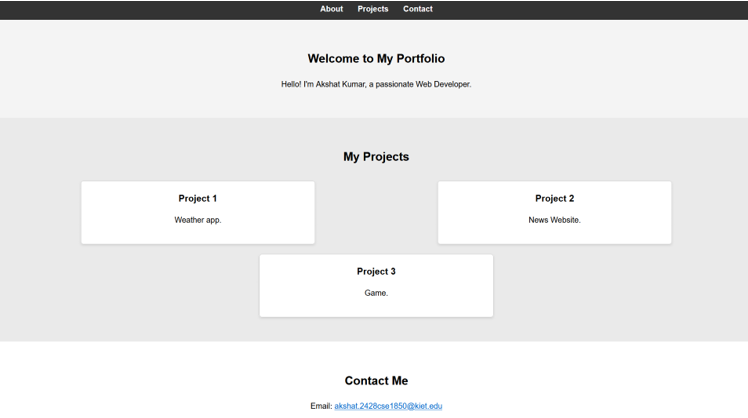 About Projects Contact
Welcome to My Portfolio
Hello! I'm Akshat Kumar, a passionate Web Developer.
My Projects
Project 1
Weather app.
Project 2
News Website.
Project 3
Game.
Contact Me
Email: akshat.2428cse1850@kiet.edu